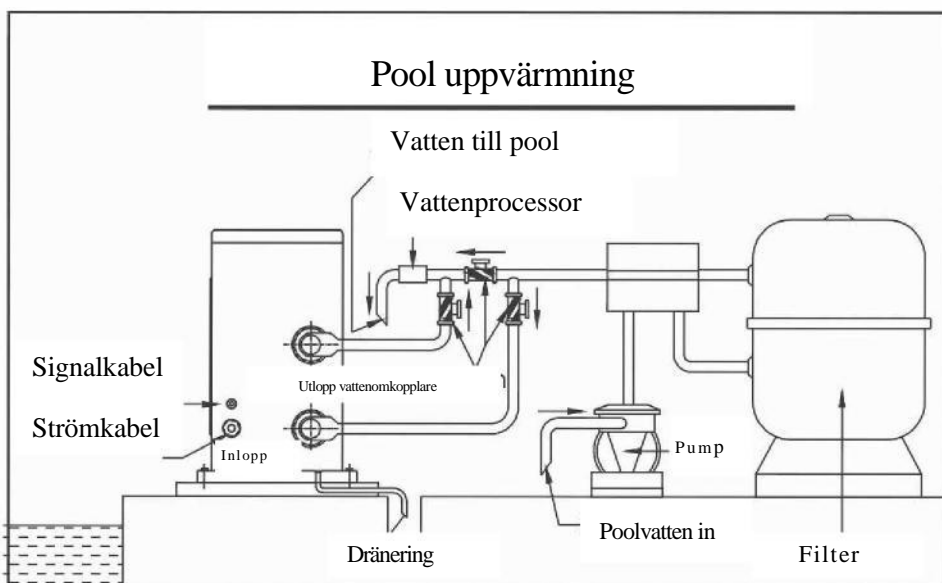 Pool uppvärmning
Vatten till pool
Vattenprocessor
Signalkabel
Utlopp vattenomkopplare
Strömkabel
Inlopp
Pump
Poolvatten in
Dränering
Filter